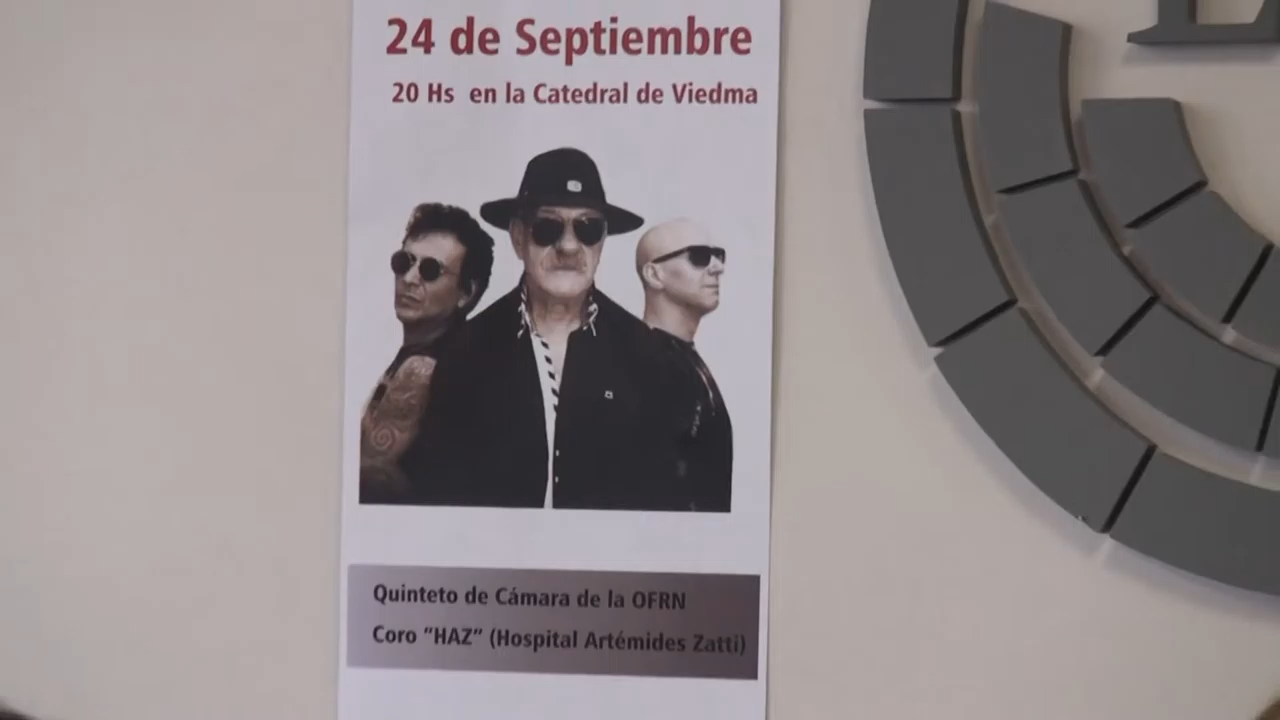 24 de Septiembre
20 Hs en la Catedral de Viedma
Quinteto de Cámara de la OFRN
Coro "HAZ" (Hospital Artémides Zatti)